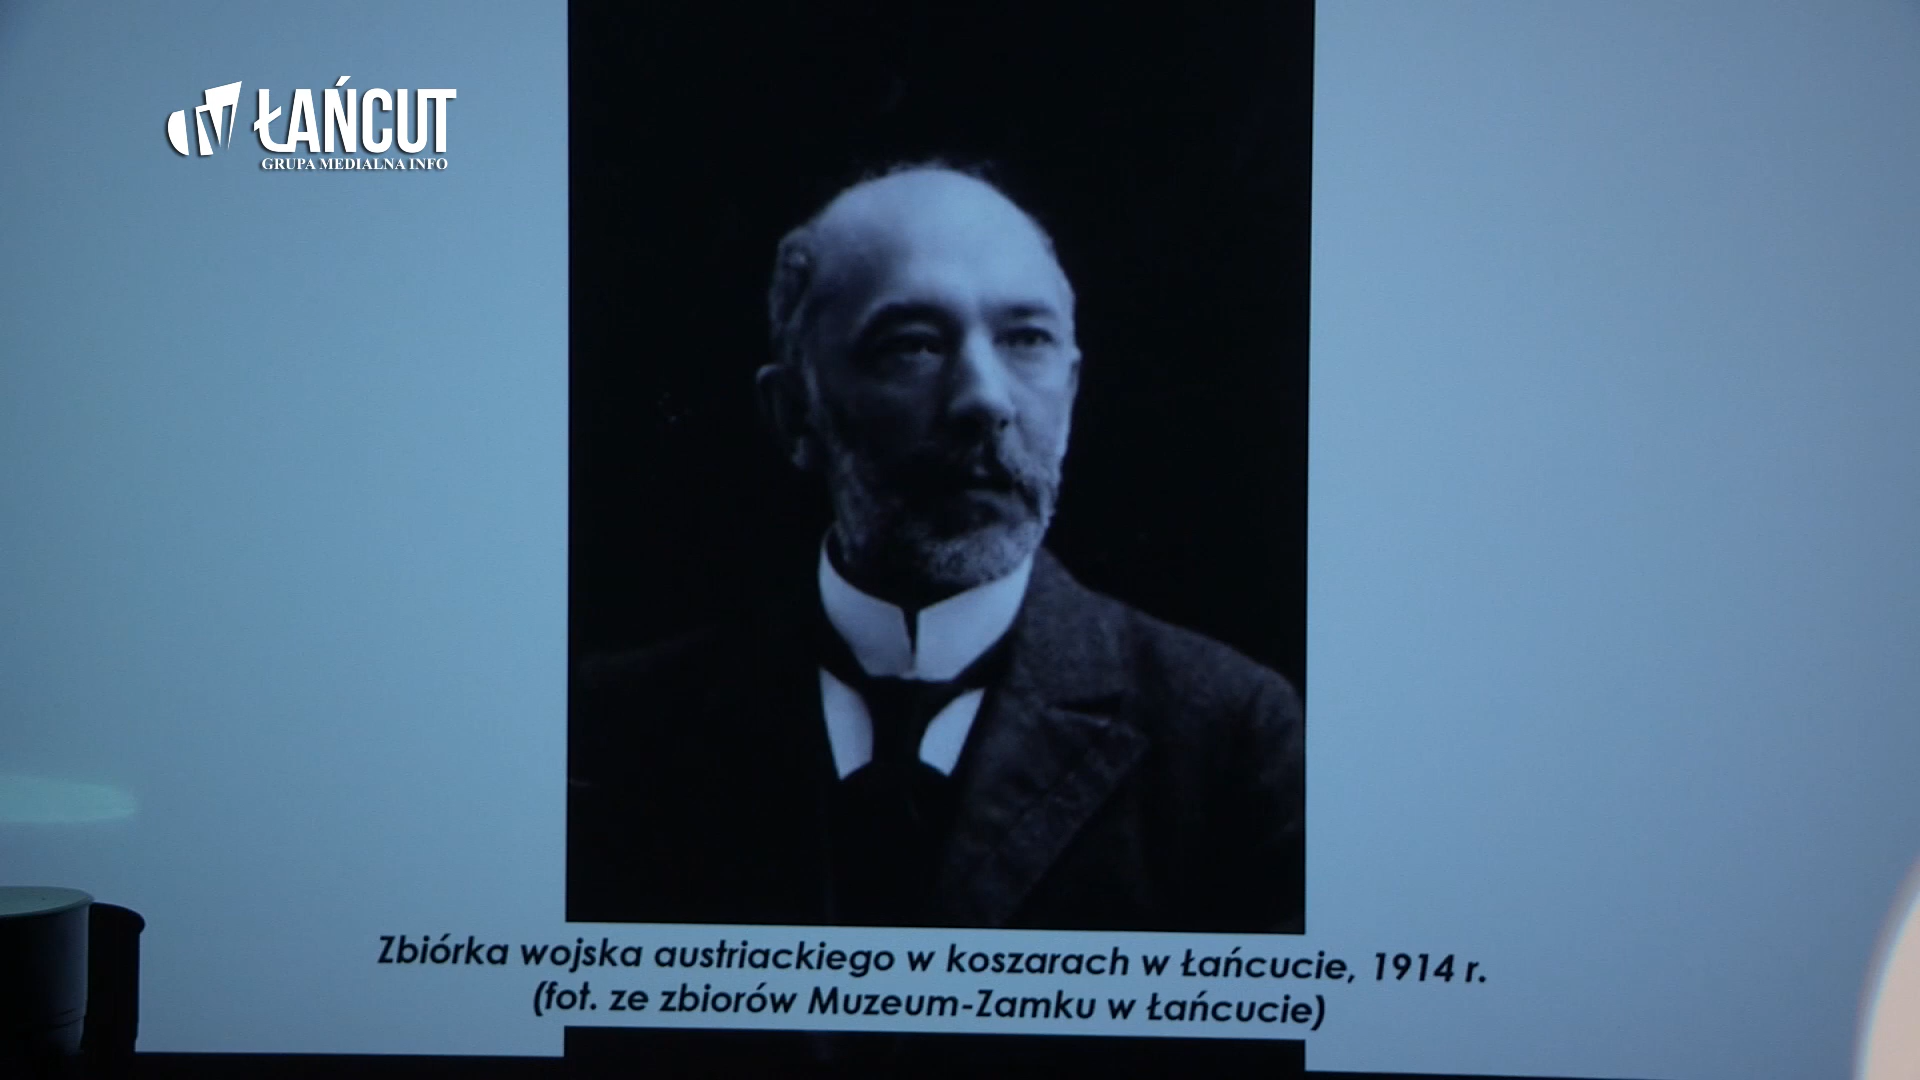 ŁAŃCUT
GRUPA MEDIALNA INFO
Zbiórka wojska austriackiego w koszarach w Łańcucie, 1914 r.
(fot. ze zbiorów Muzeum-Zamku w Łańcucie)